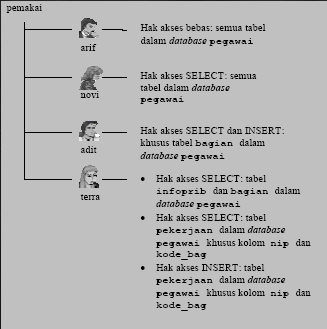 pemakai
Hak akses bebas: semua tabel
dalam database pegawai
arif
Hak akses SELECT: semua
tabel dalam database
pegawai
novi
Hak akses SELECT dan INSERT:
khusus tabel bagian dalam
database pegawai
adit
• Hak akses SELECT: tabel
infoprib dan bagian dalam
database pegawai
terra
• Hak akses SELECT: tabel
pekerjaan dalam database
pegawai khusus kolom nip dan
kode_bag
• Hak akses INSERT: tabel
pekerjaan dalam database
pegawai khusus kolom nip dan
kode_bag